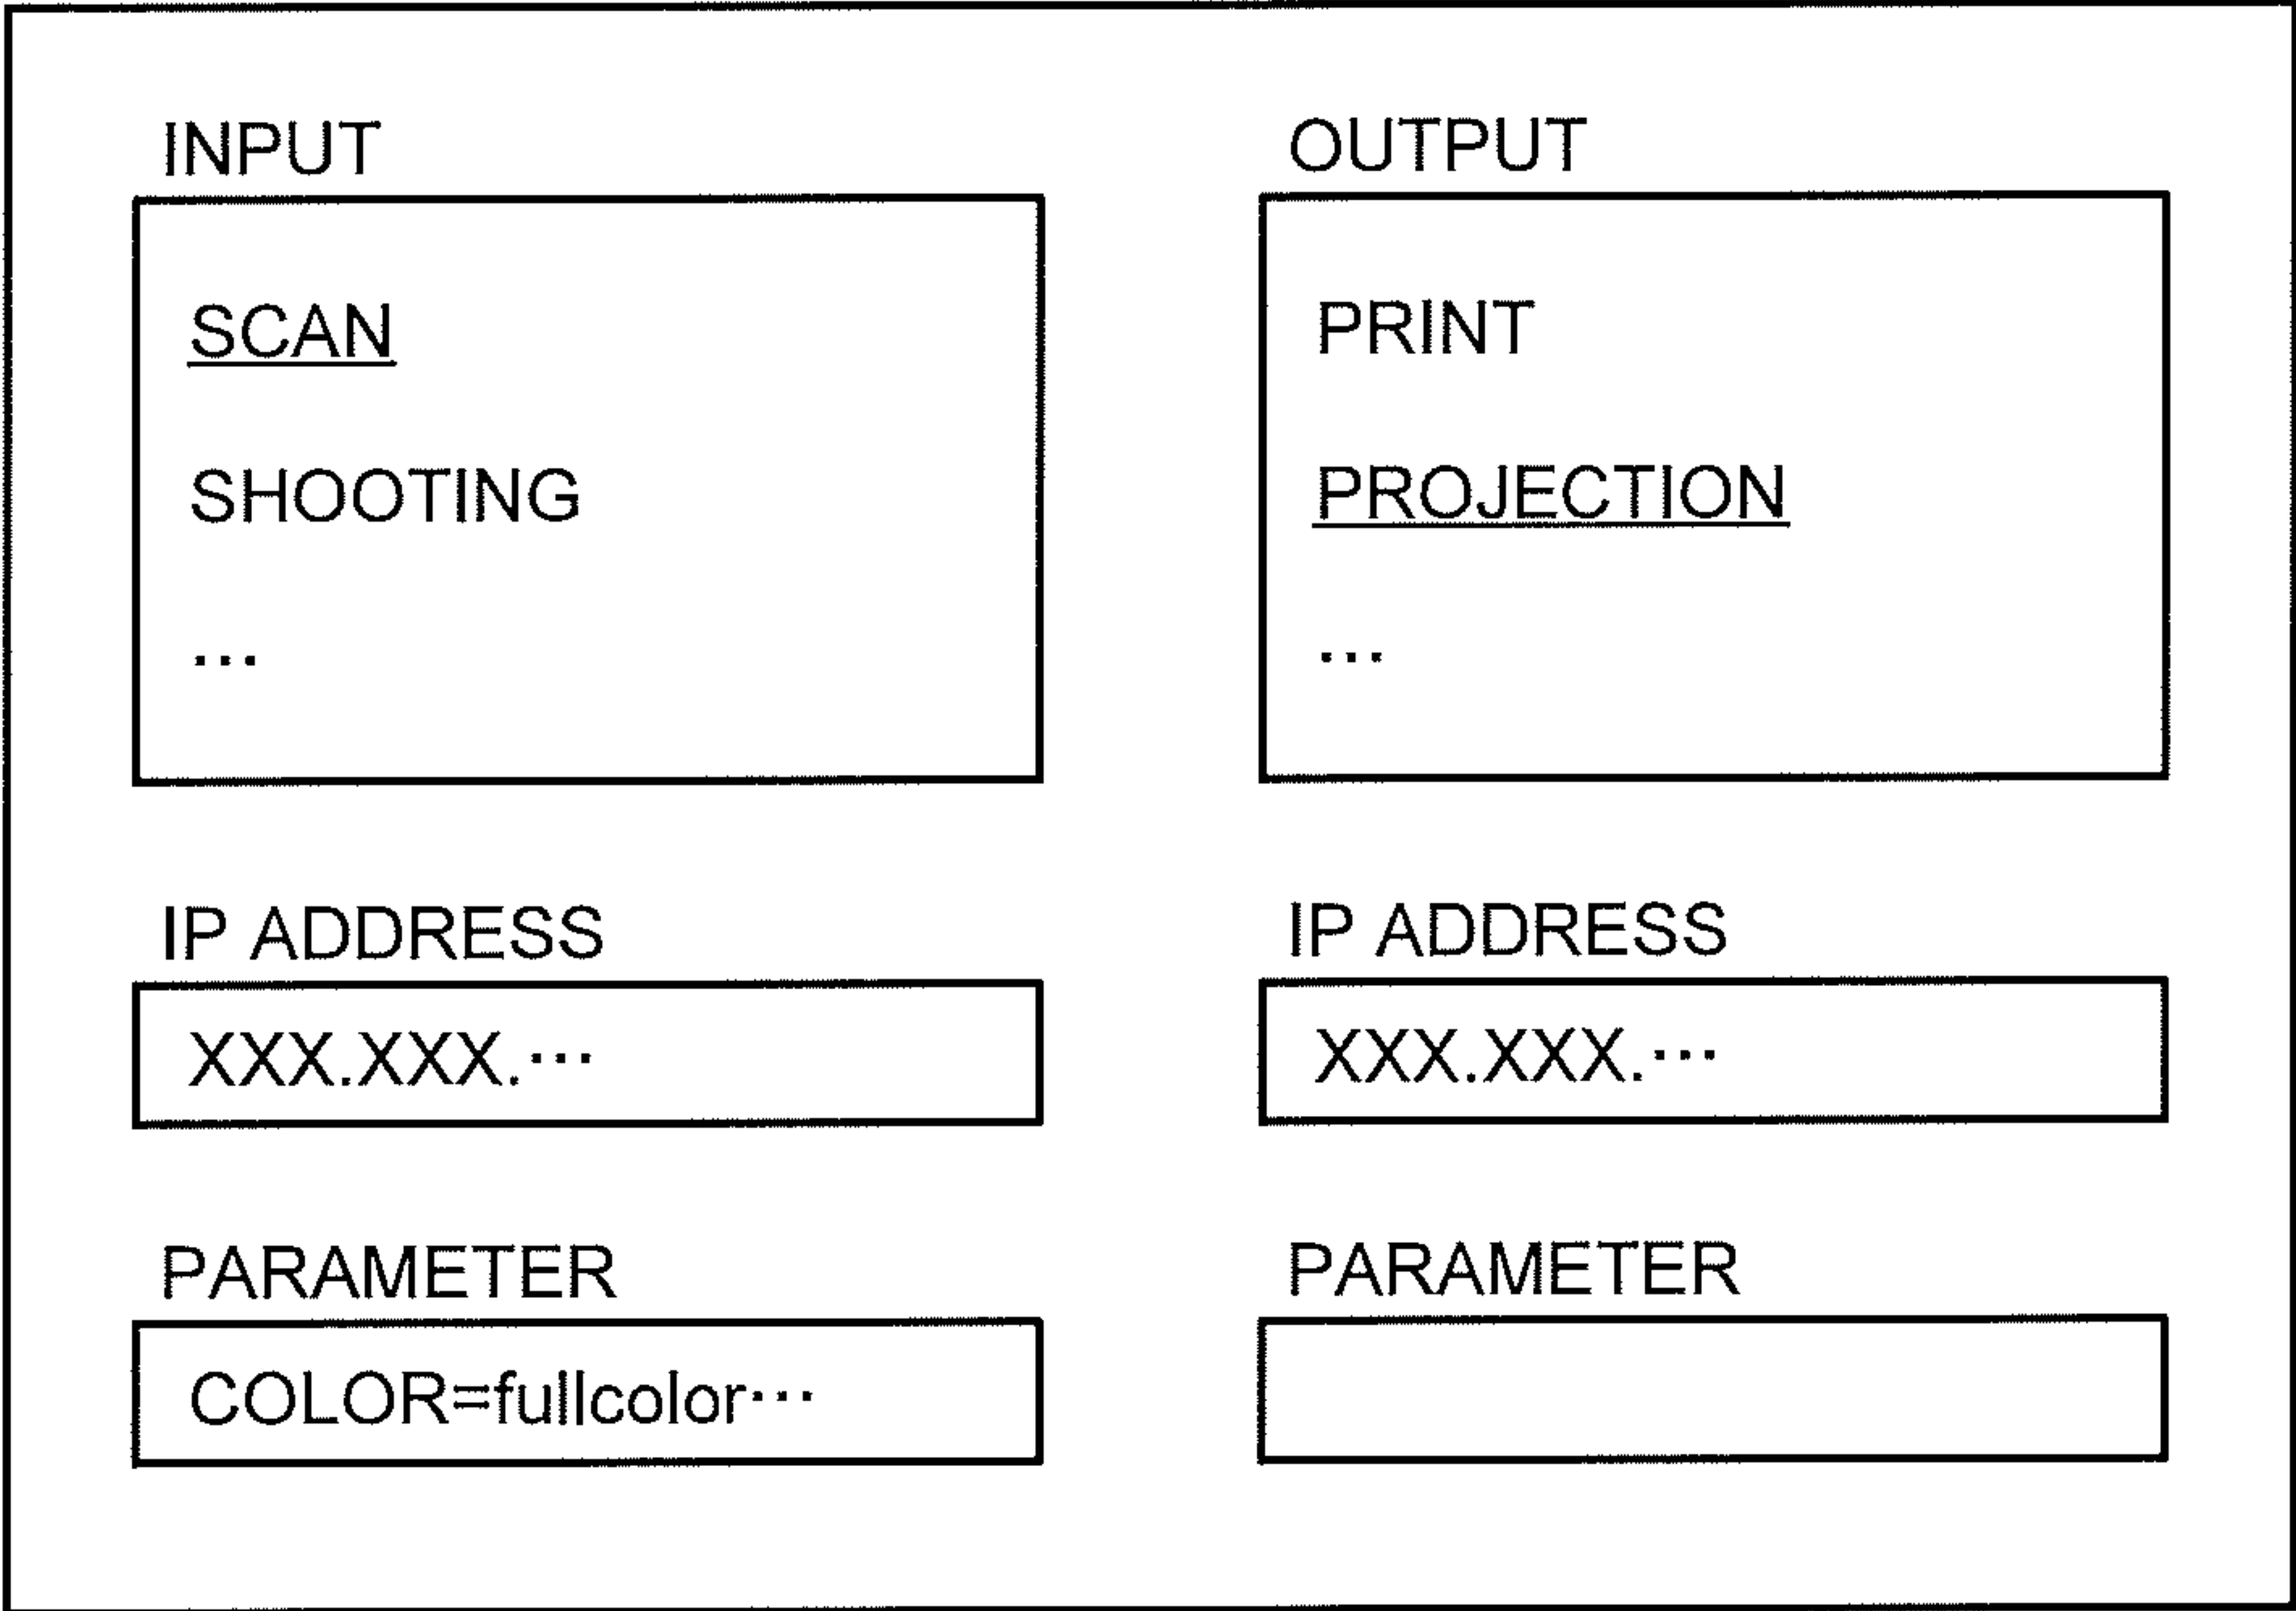 INPUT
SCAN
SHOOTING
...
IP ADDRESS
XXX.XXX.…
PARAMETER
COLOR=fullcolor…
OUTPUT
PRINT
PROJECTION
...
IP ADDRESS
XXX.XXX.…
PARAMETER